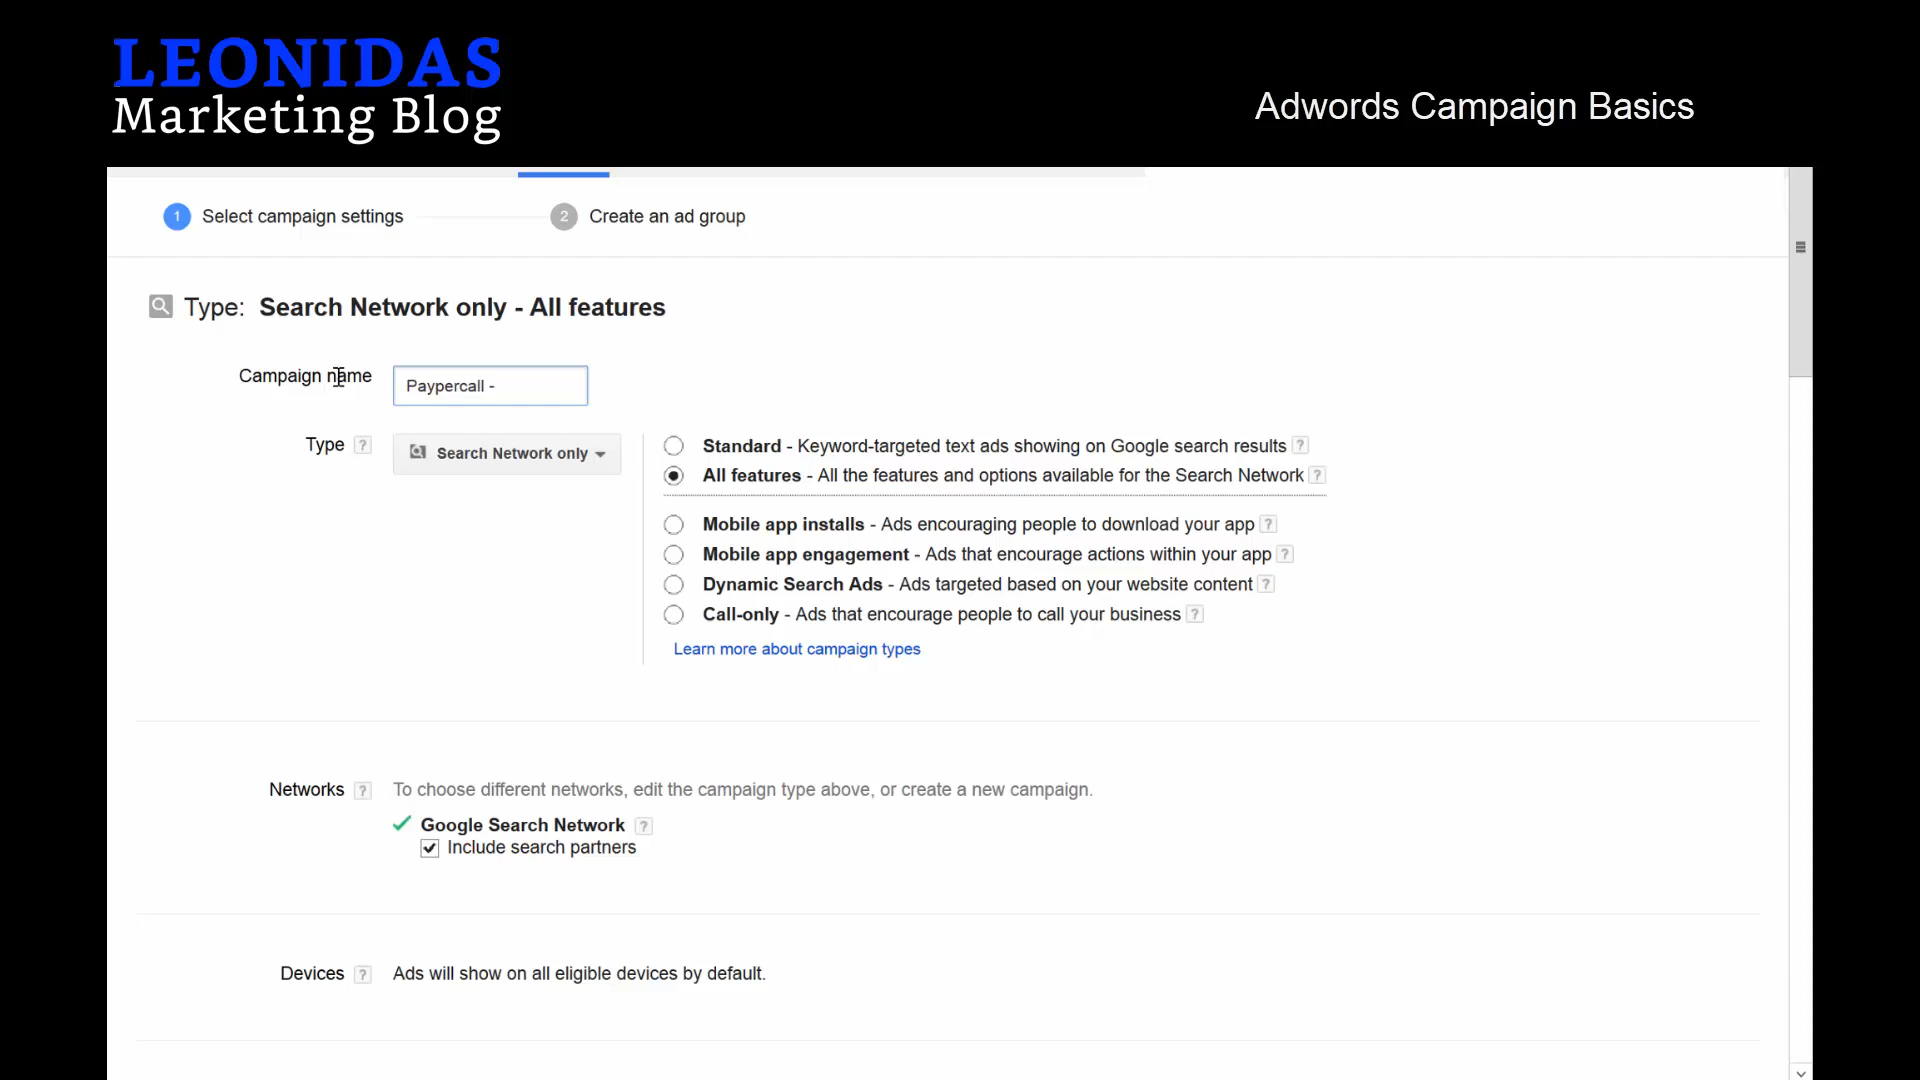 LEONIDAS
Marketing Blog
Adwords Campaign Basics
1 Select campaign settings
2 Create an ad group
Type: Search Network only - All features
Campaign name
Paypercall -
Type ?
Search Network only
Standard - Keyword-targeted text ads showing on Google search results ?
All features - All the features and options available for the Search Network ?
Mobile app installs - Ads encouraging people to download your app ?
Mobile app engagement - Ads that encourage actions within your app ?
Dynamic Search Ads - Ads targeted based on your website content ?
Call-only - Ads that encourage people to call your business ?
Learn more about campaign types
Networks ? To choose different networks, edit the campaign type above, or create a new campaign.
Google Search Network ?
Include search partners
Devices ? Ads will show on all eligible devices by default.